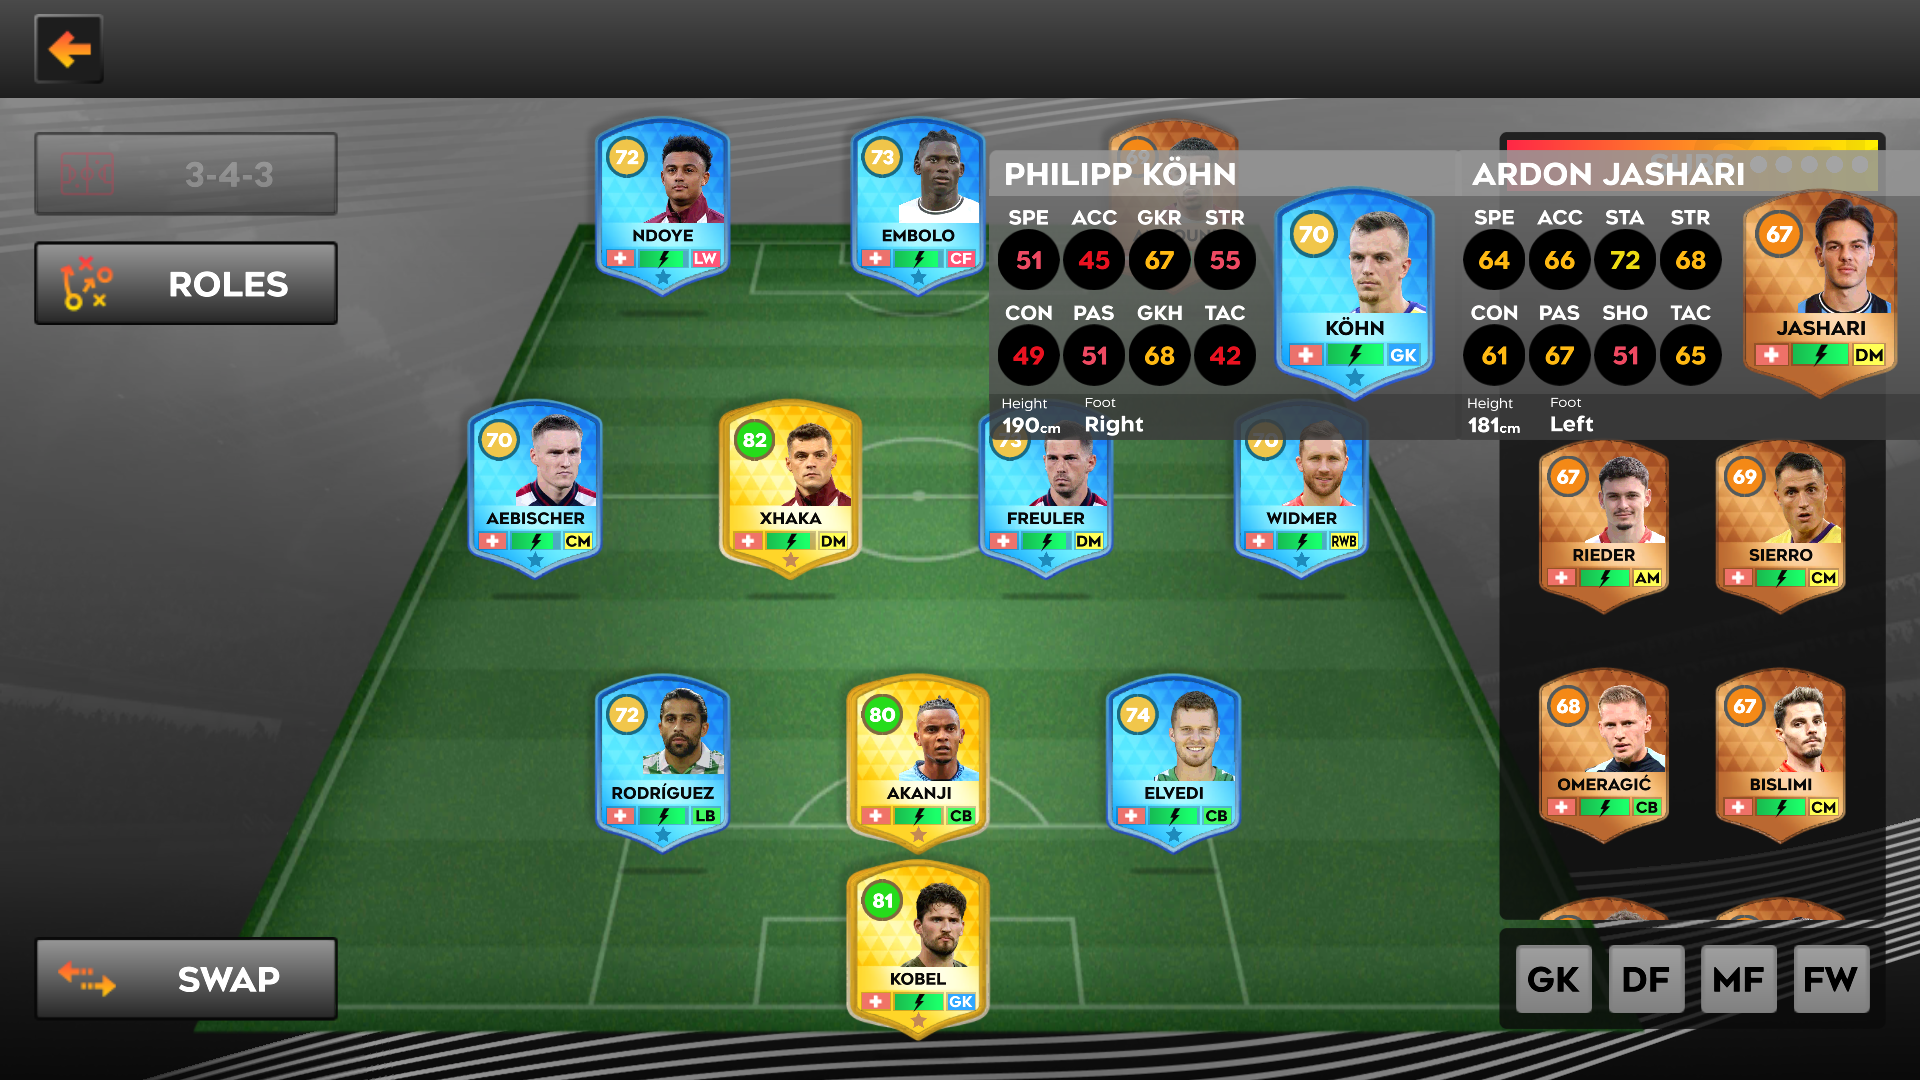 3-4-3
ROLES
SWAP
72
NDOYE
LW
73
EMBOLO
CF
PHILIPP KÖHN
SPE ACC GKR STR
51 45 67 55
CON PAS GKH TAC
49 51 68 42
Height Foot
190cm Right
70
KÖHN
GK
ARDON JASHARI
SPE ACC STA STR
64 66 72 68
CON PAS SHO TAC
61 67 51 65
Height Foot
181cm Left
67
JASHARI
DM
70
AEBISCHER
CM
82
XHAKA
DM
73
FREULER
DM
70
WIDMER
RWB
72
RODRÍGUEZ
LB
80
AKANJI
CB
74
ELVEDI
CB
81
KOBEL
GK
67
RIEDER
AM
69
SIERRO
CM
68
OMERAGIĆ
CB
67
BISLIMI
CM
GK DF MF FW